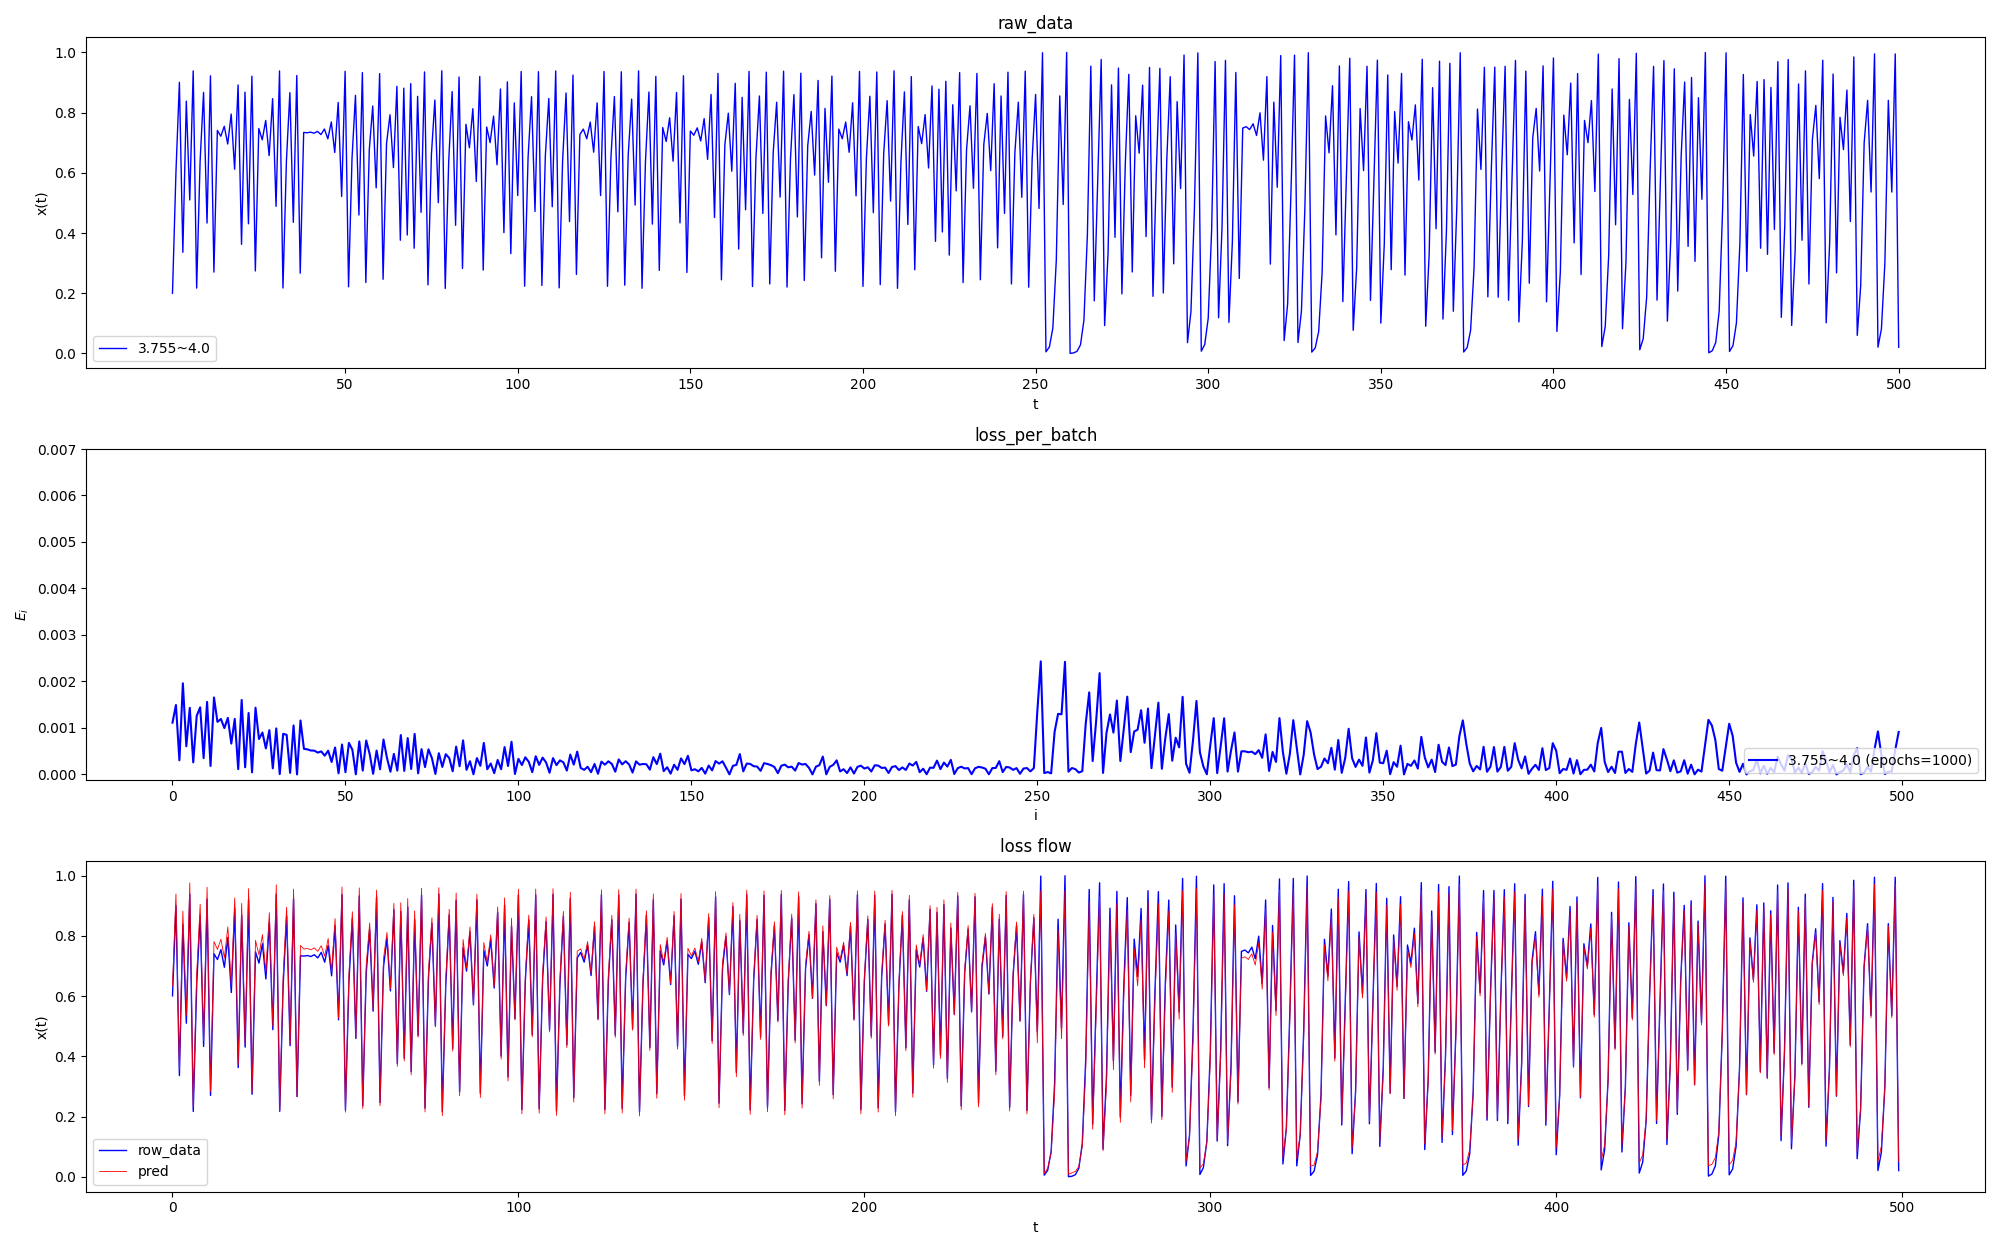 raw_data
1.0
0.8
0.6
0.4
0.2
0.0
x(t)
3.755~4.0
50 100 150 200 250 300 350 400 450 500
t
loss_per_batch
0.007
0.006
0.005
0.004
0.003
0.002
0.001
0.000
E_i
3.755~4.0 (epochs=1000)
0 50 100 150 200 250 300 350 400 450 500
i
loss flow
1.0
0.8
0.6
0.4
0.2
0.0
x(t)
row_data
pred
0 100 200 300 400 500
t